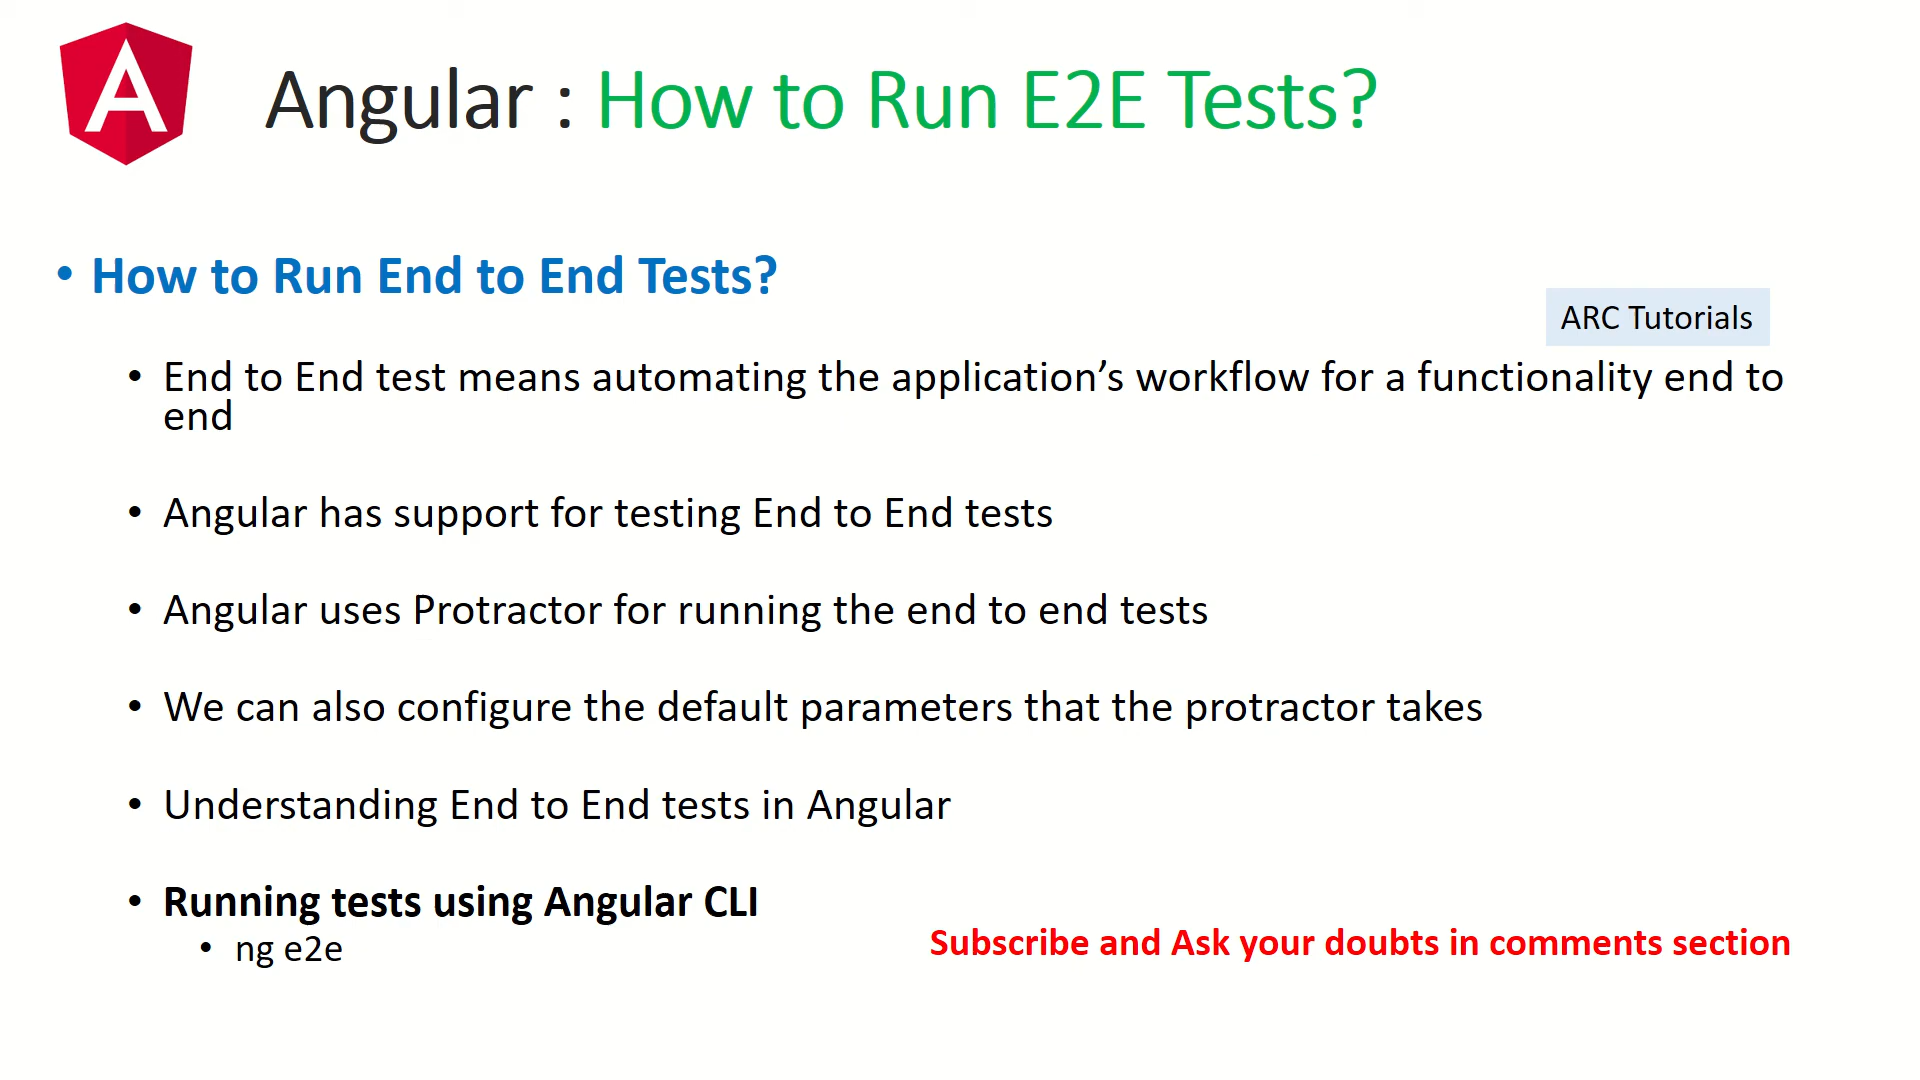 Angular : How to Run E2E Tests?
• How to Run End to End Tests?
ARC Tutorials
• End to End test means automating the application’s workflow for a functionality end to
end
• Angular has support for testing End to End tests
• Angular uses Protractor for running the end to end tests
• We can also configure the default parameters that the protractor takes
• Understanding End to End tests in Angular
• Running tests using Angular CLI
• ng e2e
Subscribe and Ask your doubts in comments section